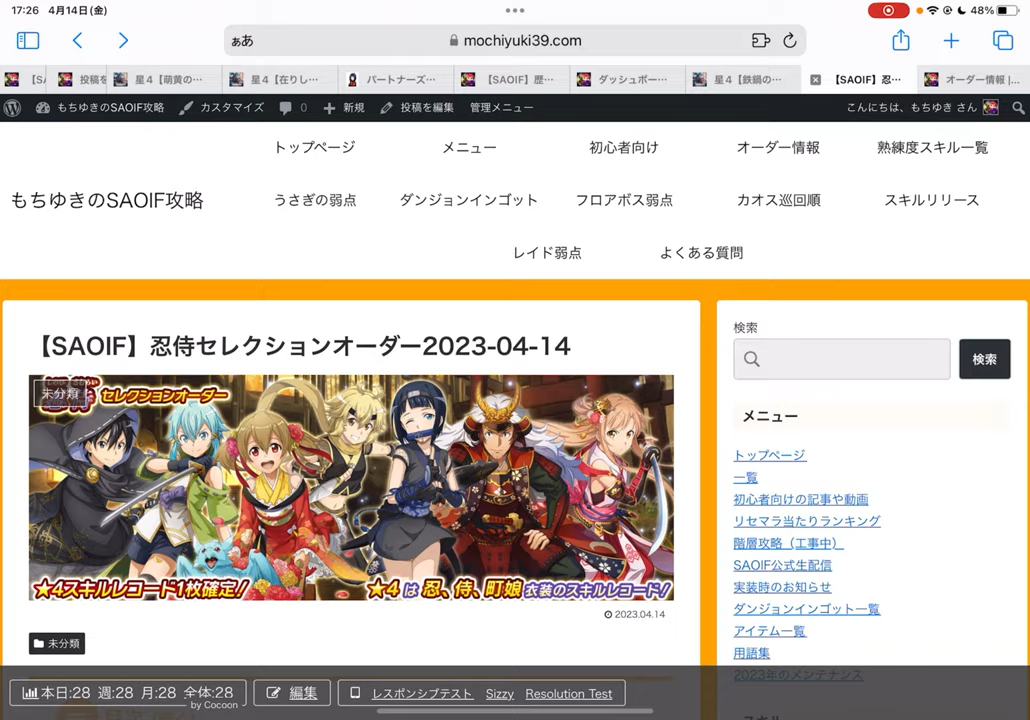 17:26 4月14日(金)
48%
ぁあ
mochiyuki39.com
【SA
投稿を
星4【萌黄の…
星4【在りし…
パートナーズ…
【SAOIF】歴…
ダッシュボー…
星4【鉄鍋の…
【SAOIF】忍…
オーダー情報 |…
もちゆきのSAOIF攻略
カスタマイズ
0
新規
投稿を編集
管理メニュー
こんにちは、もちゆき さん
トップページ
メニュー
初心者向け
オーダー情報
熟練度スキル一覧
もちゆきのSAOIF攻略
うさぎの弱点
ダンジョンインゴット
フロアボス弱点
カオス巡回順
スキルリリース
レイド弱点
よくある質問
【SAOIF】忍侍セレクションオーダー2023-04-14
未分類
セレクションオーダー
★4スキルレコード1枚確定!
★4は忍、侍、町娘衣装のスキルレコード!
2023.04.14
未分類
検索
検索
メニュー
トップページ
一覧
初心者向けの記事や動画
リセマラ当たりランキング
階層攻略（工事中）
SAOIF公式生配信
実装時のお知らせ
ダンジョンインゴット一覧
アイテム一覧
用語集
2023年のメンテナンス
本日:28 週:28 月:28 全体:28
by Cocoon
編集
レスポンシブテスト
Sizzy
Resolution Test